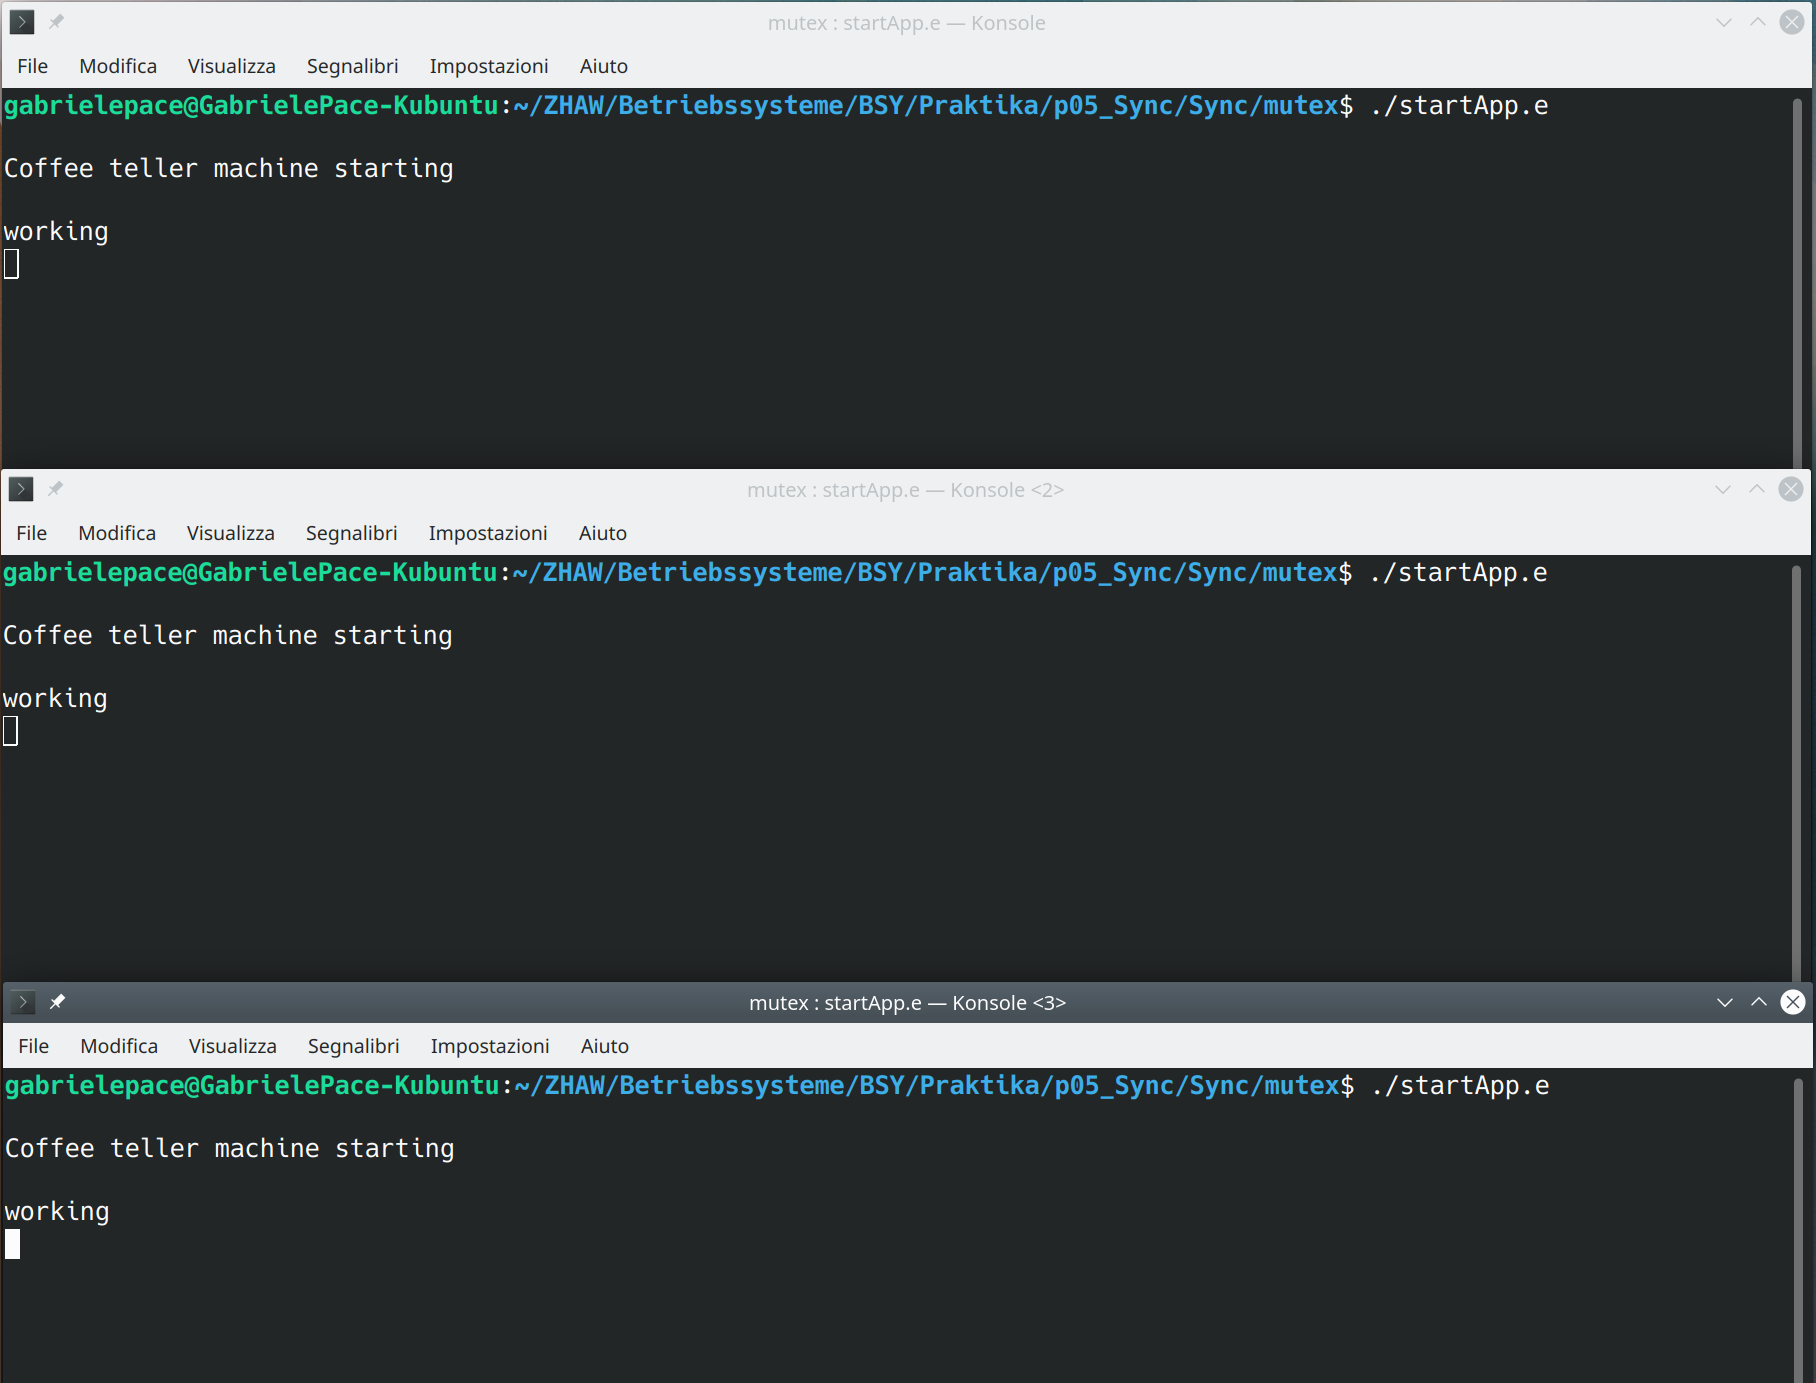 mutex : startApp.e — Konsole
File Modifica Visualizza Segnalibri Impostazioni Aiuto
gabrielepace@GabrielePace-Kubuntu:~/ZHAW/Betriebssysteme/BSY/Praktika/p05_Sync/Sync/mutex$ ./startApp.e
Coffee teller machine starting
working
mutex : startApp.e — Konsole <2>
File Modifica Visualizza Segnalibri Impostazioni Aiuto
gabrielepace@GabrielePace-Kubuntu:~/ZHAW/Betriebssysteme/BSY/Praktika/p05_Sync/Sync/mutex$ ./startApp.e
Coffee teller machine starting
working
mutex : startApp.e — Konsole <3>
File Modifica Visualizza Segnalibri Impostazioni Aiuto
gabrielepace@GabrielePace-Kubuntu:~/ZHAW/Betriebssysteme/BSY/Praktika/p05_Sync/Sync/mutex$ ./startApp.e
Coffee teller machine starting
working